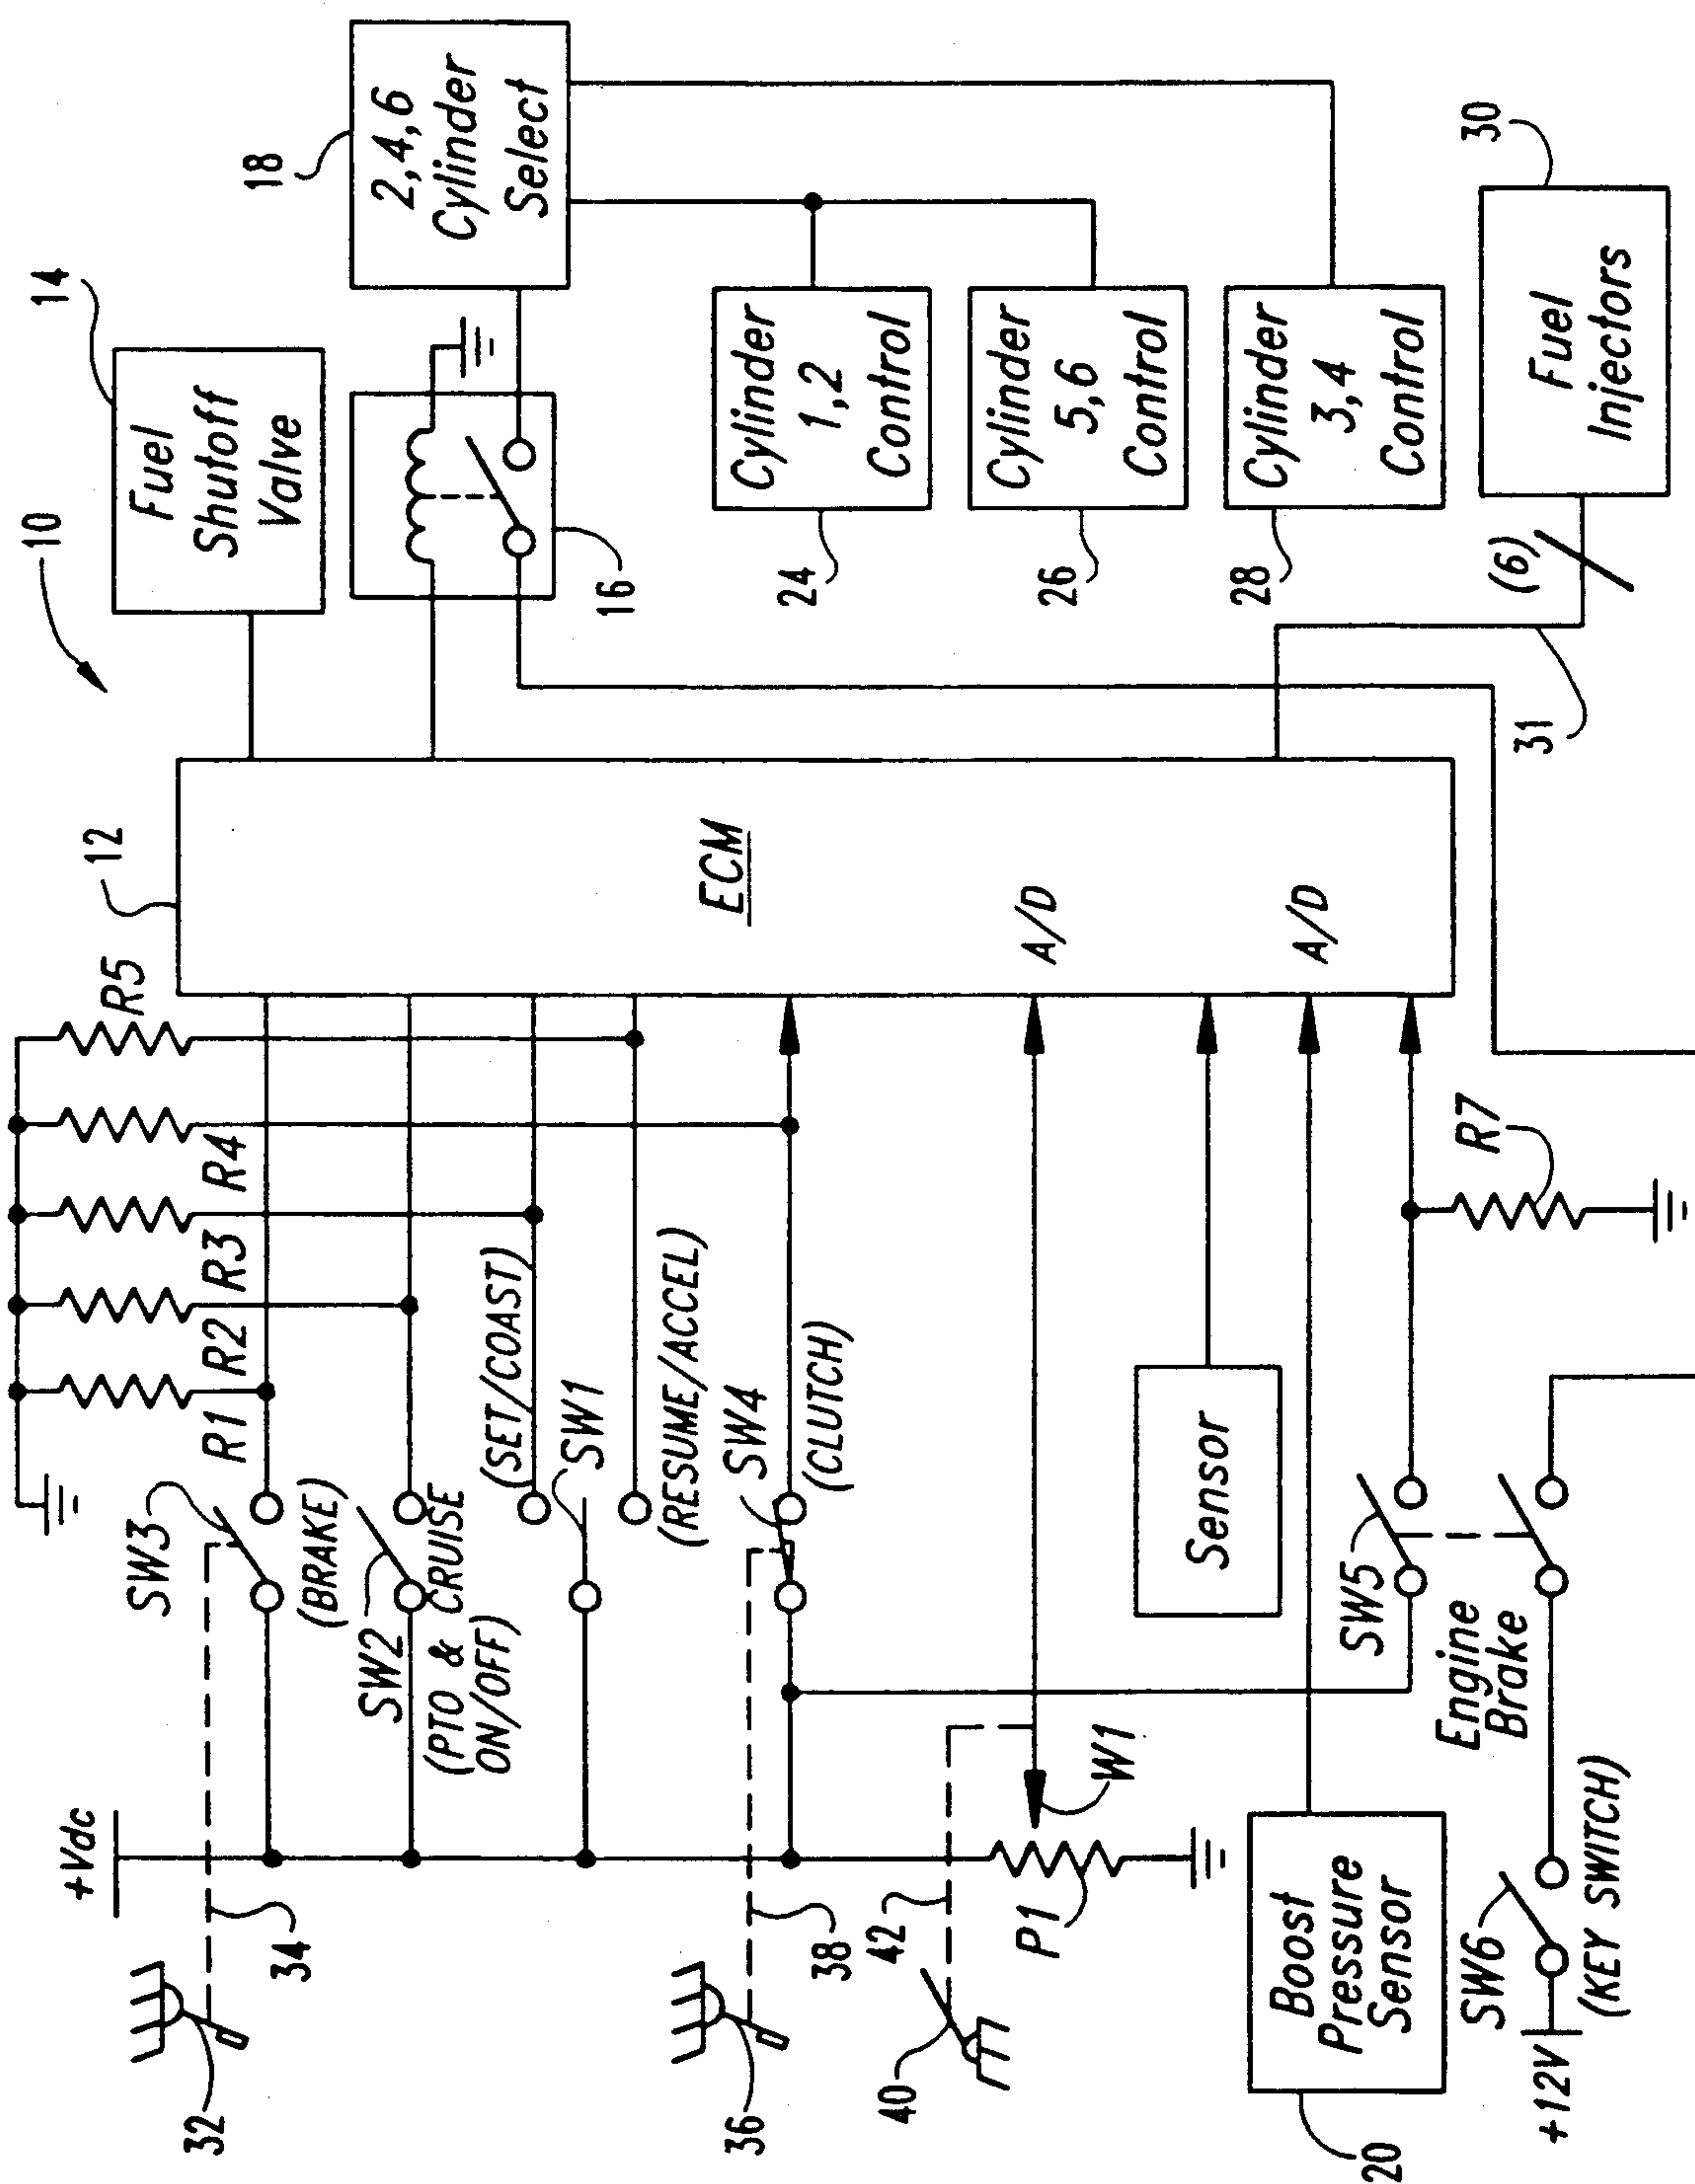 10
+Vdc
SW3
(BRAKE)
SW2
(PTO & CRUISE
ON/OFF)
(SET/COAST)
SW1
(RESUME/ACCEL)
SW4
(CLUTCH)
R1
R2
R3
R4
R5
12
ECM
A/D
A/D
14
Fuel
Shutoff
Valve
16
18
2,4,6
Cylinder
Select
Cylinder
1,2
Control
24
Cylinder
5,6
Control
26
Cylinder
3,4
Control
28
Fuel
Injectors
30
(6)
31
32
34
36
38
40
42
P1
W1
Sensor
Boost
Pressure
Sensor
20
SW5
Engine
Brake
R7
SW6
(KEY SWITCH)
+12V